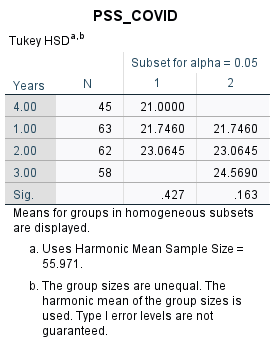 PSS_COVID
Tukey HSDa,b
Subset for alpha = 0.05
Years N 1 2
4.00 45 21.0000
1.00 63 21.7460 21.7460
2.00 62 23.0645 23.0645
3.00 58 24.5690
Sig. .427 .163
Means for groups in homogeneous subsets
are displayed.
a. Uses Harmonic Mean Sample Size =
55.971.
b. The group sizes are unequal. The
harmonic mean of the group sizes is
used. Type I error levels are not
guaranteed.